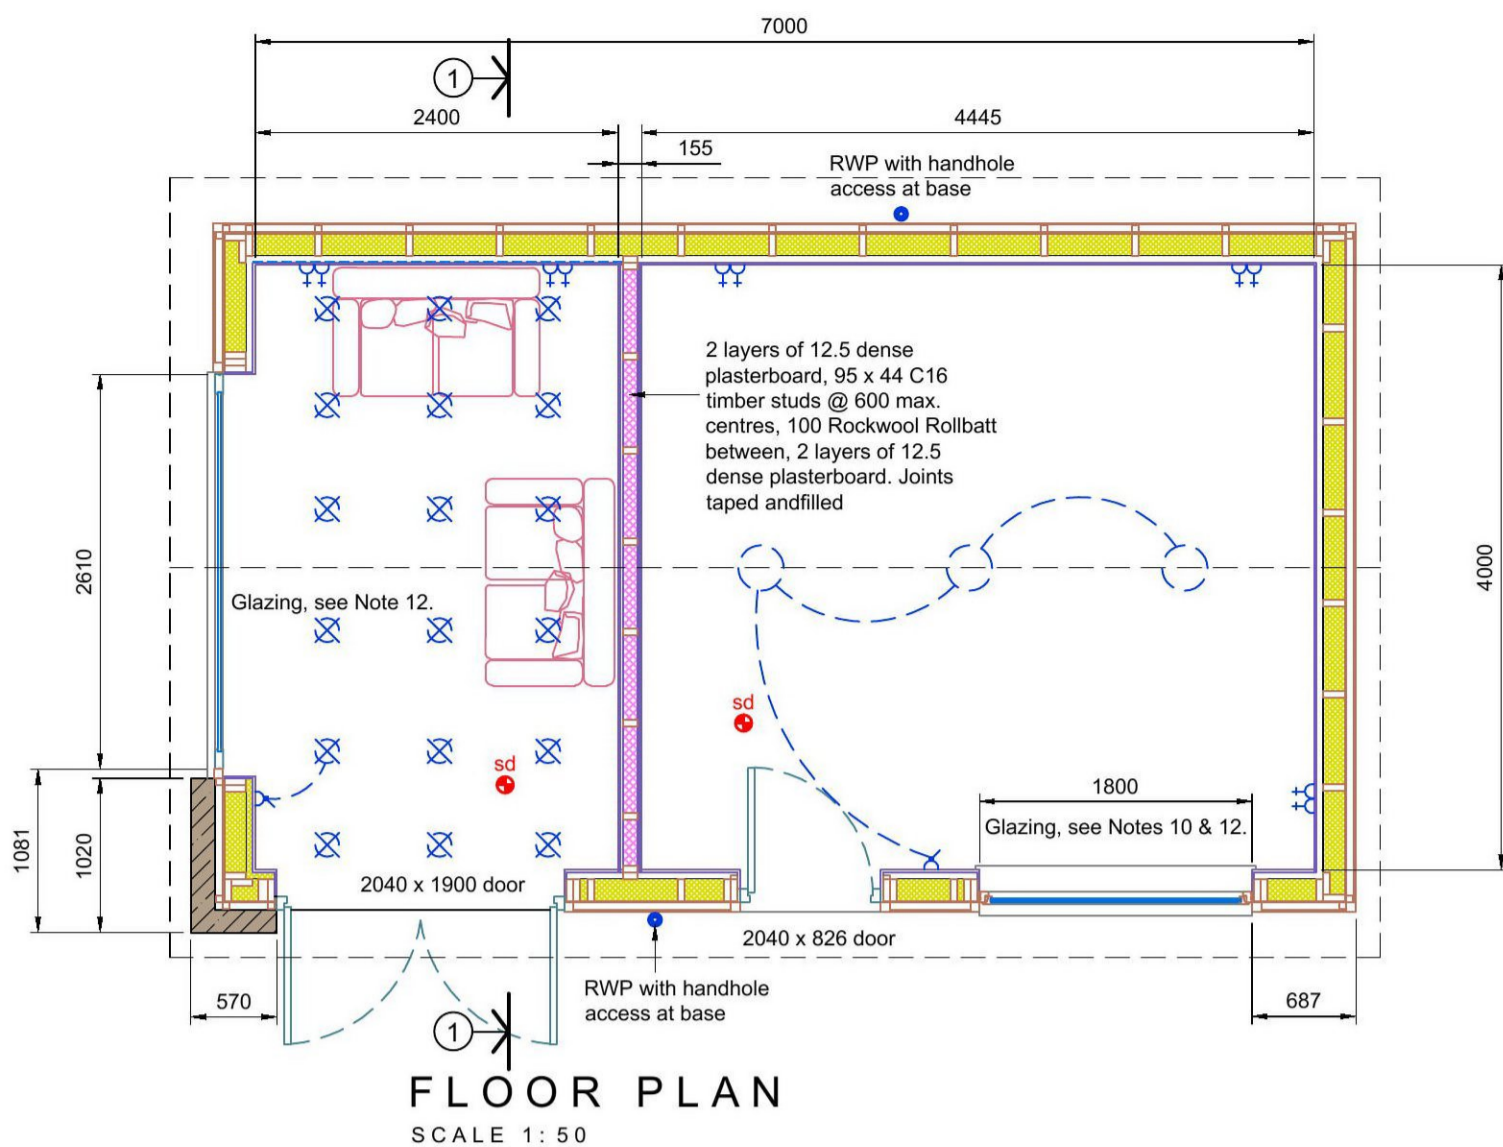 7000
1
2400
4445
155
RWP with handhole
access at base
2 layers of 12.5 dense
plasterboard, 95 x 44 C16
timber studs @ 600 max.
centres, 100 Rockwool Rollbatt
between, 2 layers of 12.5
dense plasterboard. Joints
taped andfilled
2610
4000
Glazing, see Note 12.
sd
sd
1800
Glazing, see Notes 10 & 12.
1081
1020
2040 x 1900 door
2040 x 826 door
570
RWP with handhole
access at base
687
1
FLOOR PLAN
SCALE 1:50